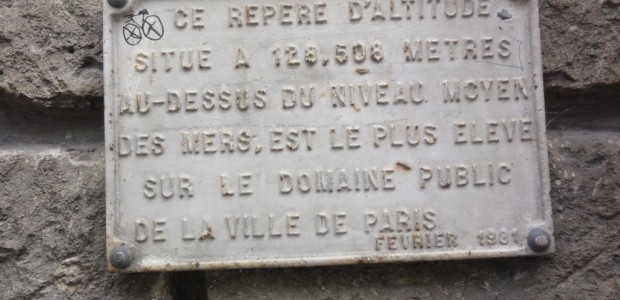 CE REPERE D'ALTITUDE
SITUE A 128,508 METRES
AU-DESSUS DU NIVEAU MOYEN
DES MERS, EST LE PLUS ELEVE
SUR LE DOMAINE PUBLIC
DE LA VILLE DE PARIS
FEVRIER 1981